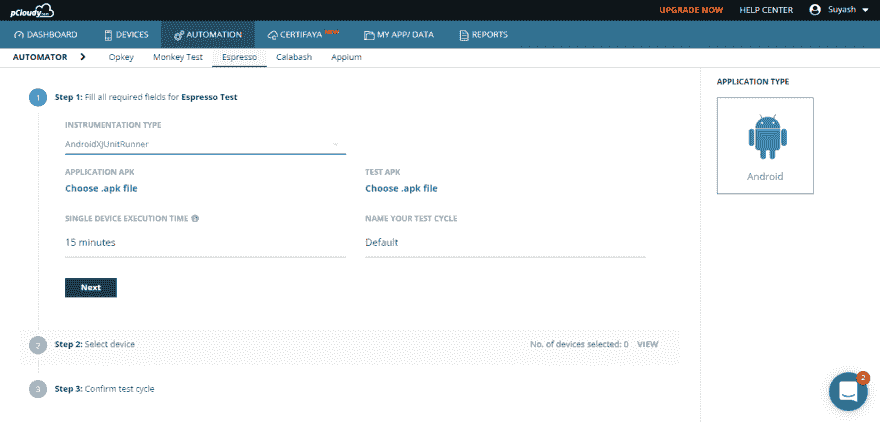 pCloudy.com
UPGRADE NOW HELP CENTER Suyash
DASHBOARD DEVICES AUTOMATION CERTIFAYA BETA MY APP/ DATA REPORTS
AUTOMATOR Opkey Monkey Test Espresso Calabash Appium
1 Step 1: Fill all required fields for Espresso Test
APPLICATION TYPE
INSTRUMENTATION TYPE
AndroidXJUnitRunner
Android
APPLICATION APK TEST APK
Choose .apk file Choose .apk file
SINGLE DEVICE EXECUTION TIME NAME YOUR TEST CYCLE
15 minutes Default
Next
2 Step 2: Select device No. of devices selected: 0 VIEW
3 Step 3: Confirm test cycle
2